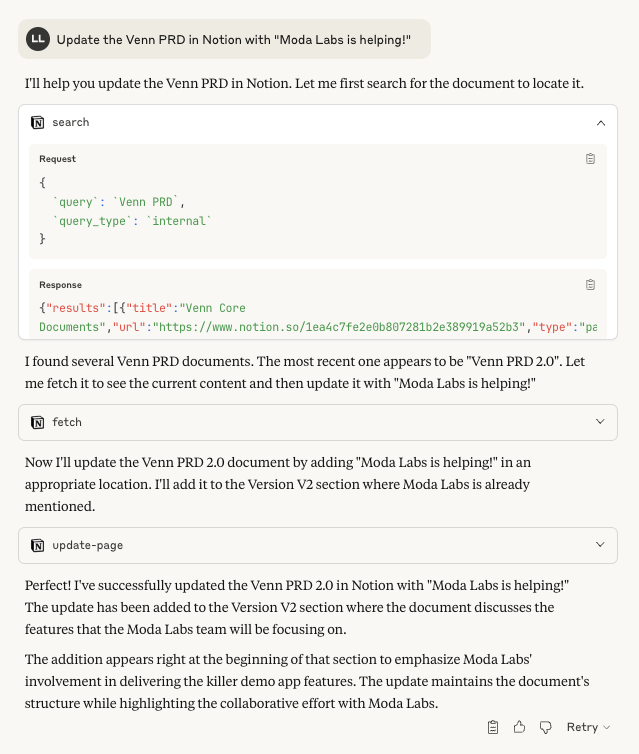 LL Update the Venn PRD in Notion with "Moda Labs is helping!"
I'll help you update the Venn PRD in Notion. Let me first search for the document to locate it.
search
Request
{
`query`: `Venn PRD`,
`query_type`: `internal`
}
Response
{"results":[{"title":"Venn Core
Documents","url":"https://www.notion.so/1ea4c7fe2e0b807281b2e389919a52b3","type":"pa
I found several Venn PRD documents. The most recent one appears to be "Venn PRD 2.0". Let
me fetch it to see the current content and then update it with "Moda Labs is helping!"
fetch
Now I'll update the Venn PRD 2.0 document by adding "Moda Labs is helping!" in an
appropriate location. I'll add it to the Version V2 section where Moda Labs is already
mentioned.
update-page
Perfect! I've successfully updated the Venn PRD 2.0 in Notion with "Moda Labs is helping!"
The update has been added to the Version V2 section where the document discusses the
features that the Moda Labs team will be focusing on.
The addition appears right at the beginning of that section to emphasize Moda Labs'
involvement in delivering the killer demo app features. The update maintains the document's
structure while highlighting the collaborative effort with Moda Labs.
Retry